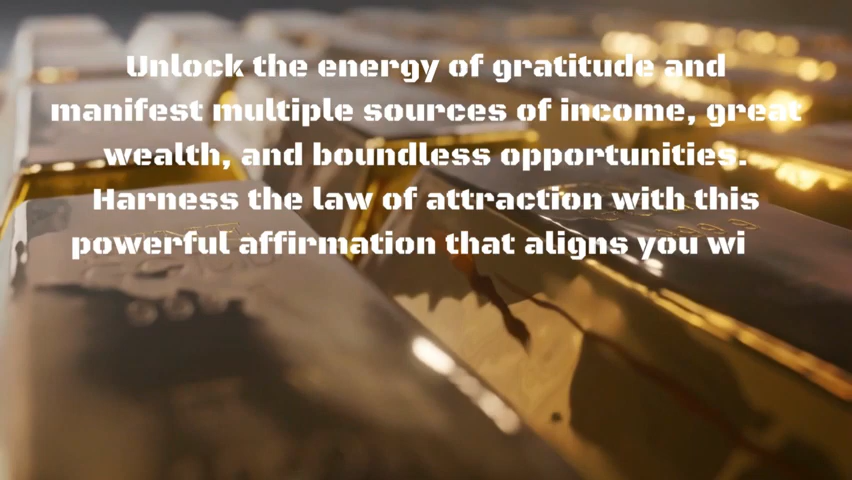 Unlock the energy of gratitude and
manifest multiple sources of income, great
wealth, and boundless opportunities.
Harness the law of attraction with this
powerful affirmation that aligns you wi